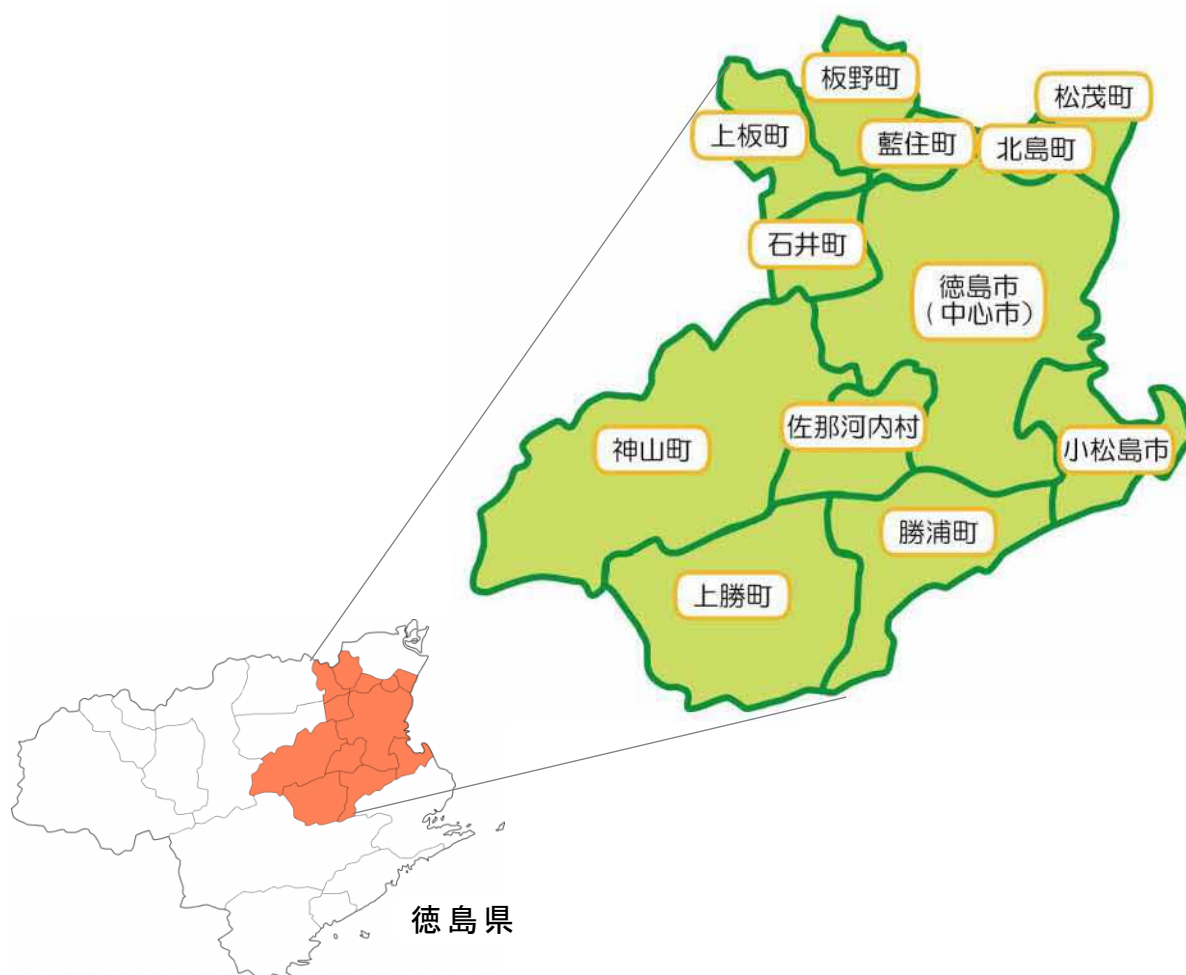 板野町
松茂町
上板町
藍住町
北島町
石井町
徳島市
(中心市)
佐那河内村
神山町
小松島市
勝浦町
上勝町
徳島県